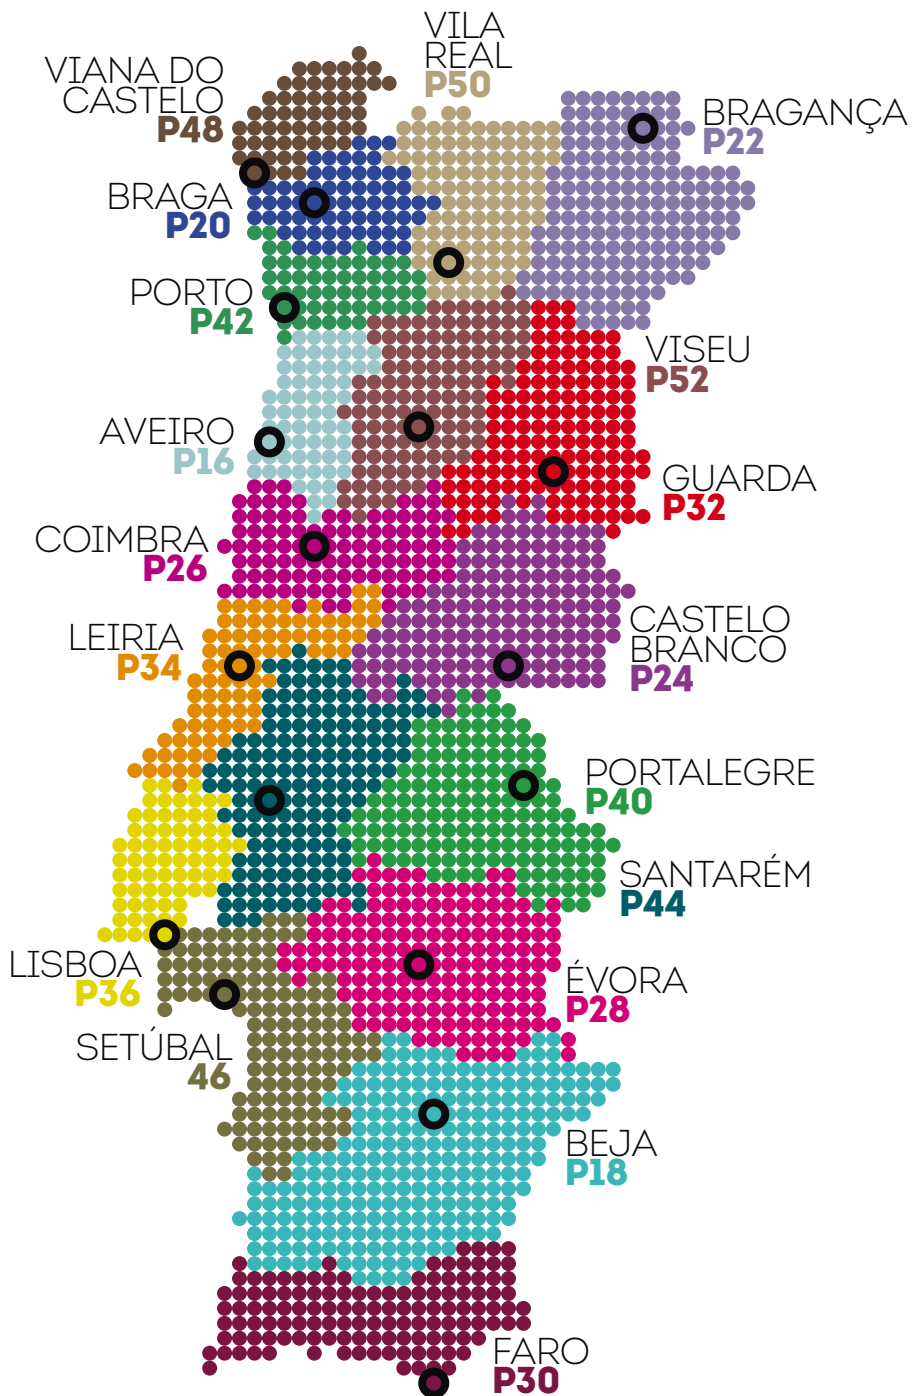 VILA
REAL
P50
VIANA DO
CASTELO
P48
BRAGANÇA
P22
BRAGA
P20
PORTO
P42
VISEU
P52
AVEIRO
P16
GUARDA
P32
COIMBRA
P26
CASTELO
BRANCO
P24
LEIRIA
P34
PORTALEGRE
P40
SANTARÉM
P44
LISBOA
P36
ÉVORA
P28
SETÚBAL
46
BEJA
P18
FARO
P30